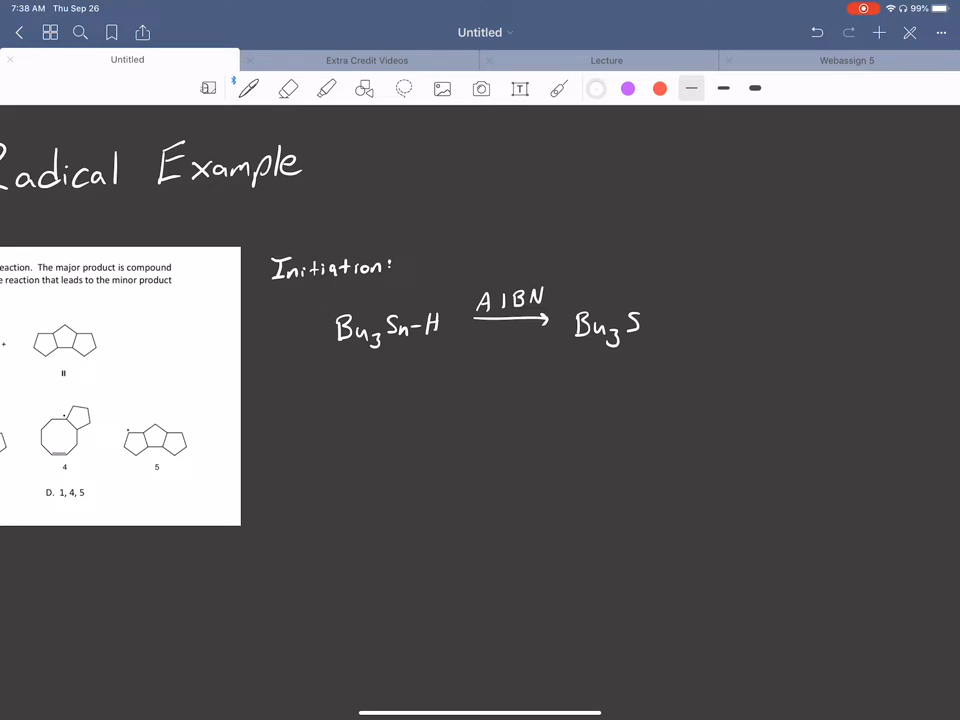 7:38 AM Thu Sep 26
99%
Untitled
Untitled
Extra Credit Videos
Lecture
Webassign 5
T
Radical Example
eaction. The major product is compound
e reaction that leads to the minor product
+
II
4
5
D. 1, 4, 5
Initiation:
AIBN
Bu3Sn-H Bu3S